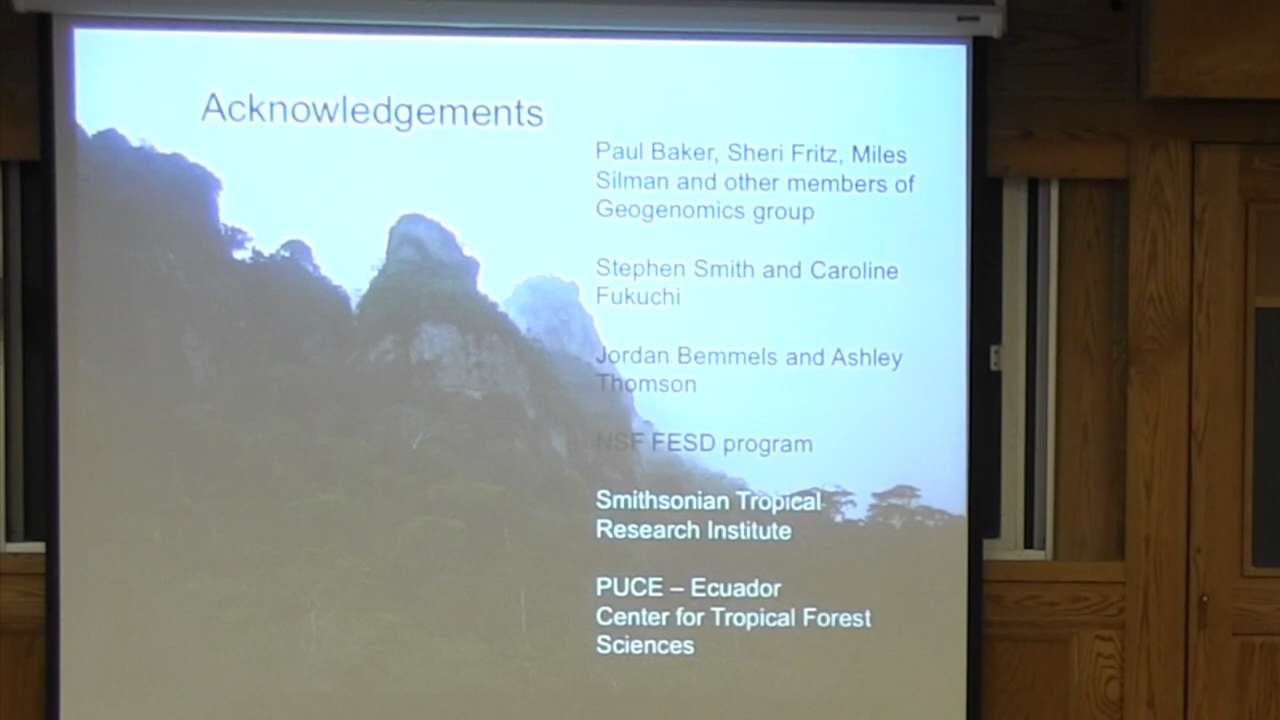 Acknowledgements
Paul Baker, Sheri Fritz, Miles
Silman and other members of
Geogenomics group
Stephen Smith and Caroline
Fukuchi
Jordan Bemmels and Ashley
Thomson
NSF FESD program
Smithsonian Tropical
Research Institute
PUCE – Ecuador
Center for Tropical Forest
Sciences